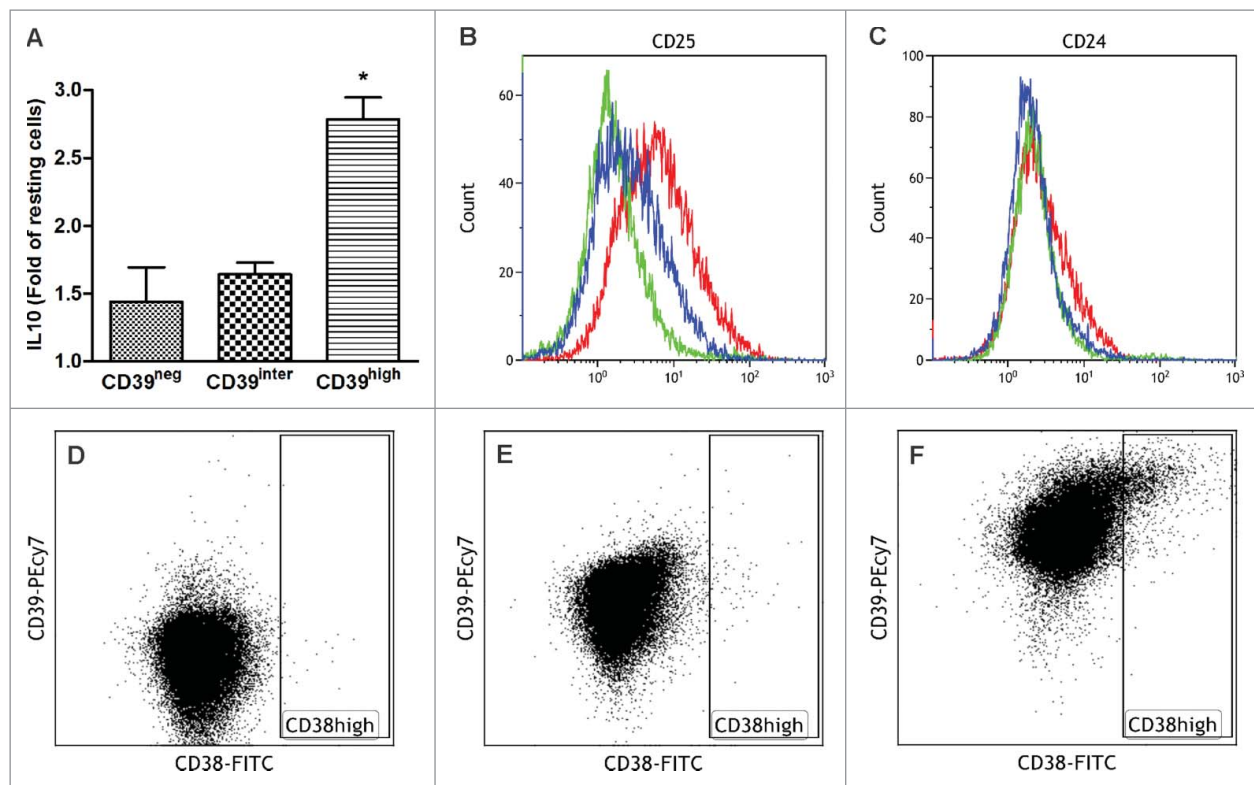 A
IL10 (Fold of resting cells)
3.0
2.5
2.0
1.5
1.0
*
CD39neg
CD39inter
CD39high
B
CD25
Count
60
40
20
0
10⁰
10¹
10²
10³
C
CD24
Count
100
80
60
40
20
0
10⁰
10¹
10²
10³
D
CD39-PEcy7
CD38high
CD38-FITC
E
CD39-PEcy7
CD38high
CD38-FITC
F
CD39-PEcy7
CD38high
CD38-FITC